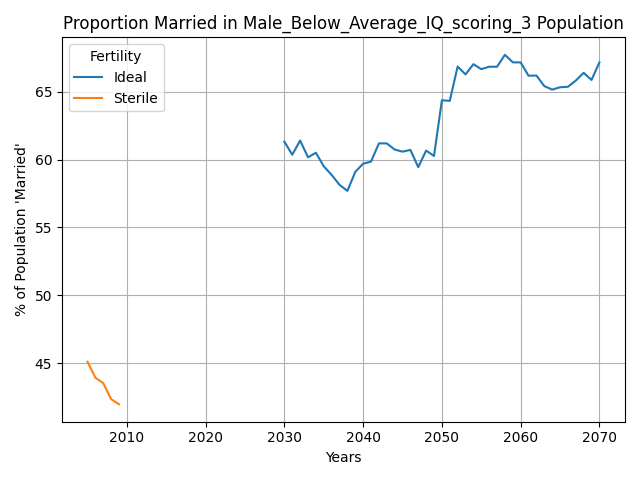 Proportion Married in Male_Below_Average_IQ_scoring_3 Population
Fertility
Ideal
Sterile
% of Population 'Married'
65
60
55
50
45
2010 2020 2030 2040 2050 2060 2070
Years